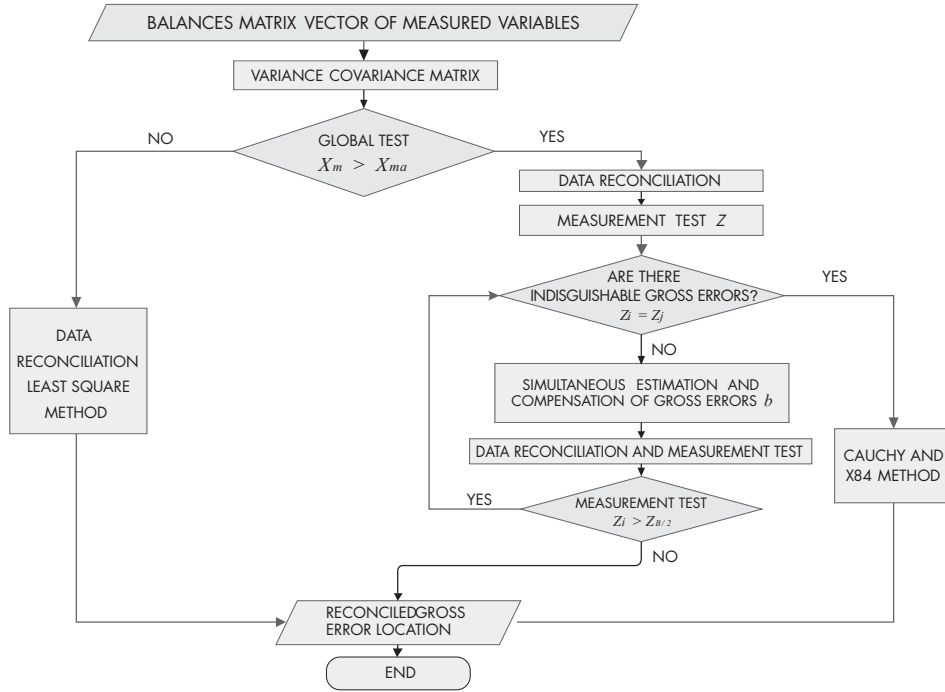 BALANCES MATRIX VECTOR OF MEASURED VARIABLES
VARIANCE COVARIANCE MATRIX
NO
GLOBAL TEST
Xm > Xma
YES
DATA RECONCILIATION
MEASUREMENT TEST Z
ARE THERE
INDISGUISHABLE GROSS ERRORS?
Zi = Zj
YES
NO
DATA
RECONCILIATION
LEAST SQUARE
METHOD
SIMULTANEOUS ESTIMATION AND
COMPENSATION OF GROSS ERRORS b
DATA RECONCILIATION AND MEASUREMENT TEST
CAUCHY AND
X84 METHOD
YES
MEASUREMENT TEST
Zi > ZB/2
NO
RECONCILEDGROSS
ERROR LOCATION
END